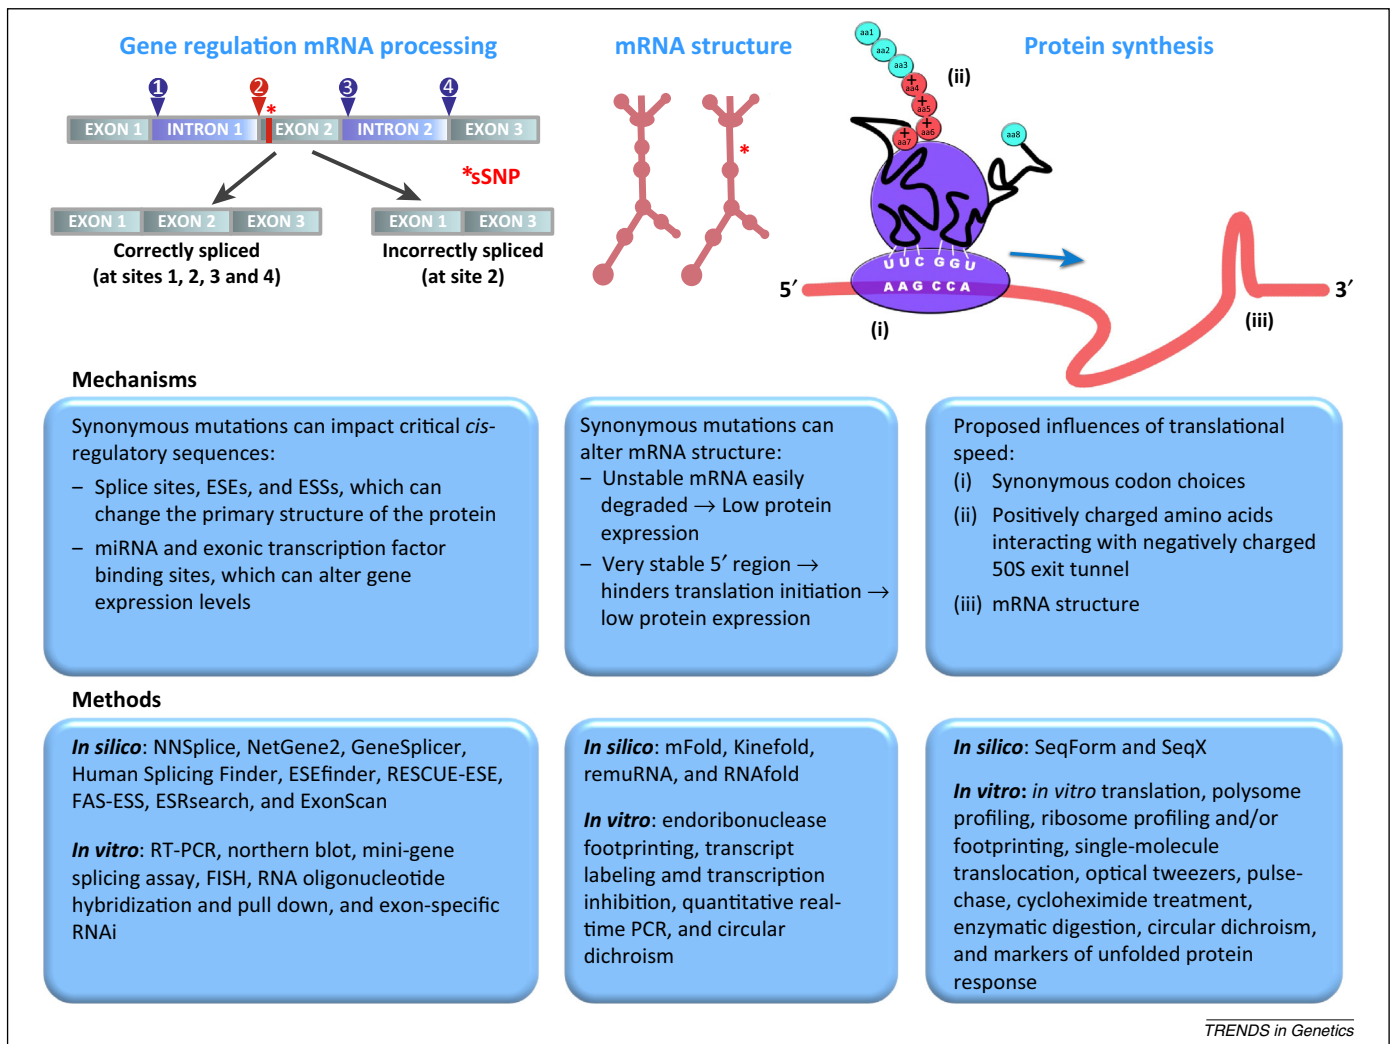 Gene regulation mRNA processing
1
2
3
4
*
EXON 1
INTRON 1
EXON 2
INTRON 2
EXON 3
*sSNP
EXON 1
EXON 2
EXON 3
Correctly spliced
(at sites 1, 2, 3 and 4)
EXON 1
EXON 3
Incorrectly spliced
(at site 2)
mRNA structure
*
Protein synthesis
aa1
aa2
aa3
+
aa4
+
aa5
+
aa6
+
aa7
aa8
(ii)
UUC GGU
AAG CCA
5′
3′
(i)
(iii)
Mechanisms
Synonymous mutations can impact critical cis-
regulatory sequences:
– Splice sites, ESEs, and ESSs, which can
change the primary structure of the protein
– miRNA and exonic transcription factor
binding sites, which can alter gene
expression levels
Synonymous mutations can
alter mRNA structure:
– Unstable mRNA easily
degraded → Low protein
expression
– Very stable 5′ region →
hinders translation initiation →
low protein expression
Proposed influences of translational
speed:
(i) Synonymous codon choices
(ii) Positively charged amino acids
interacting with negatively charged
50S exit tunnel
(iii) mRNA structure
Methods
In silico: NNSplice, NetGene2, GeneSplicer,
Human Splicing Finder, ESEfinder, RESCUE-ESE,
FAS-ESS, ESRsearch, and ExonScan
In vitro: RT-PCR, northern blot, mini-gene
splicing assay, FISH, RNA oligonucleotide
hybridization and pull down, and exon-specific
RNAi
In silico: mFold, Kinefold,
remuRNA, and RNAfold
In vitro: endoribonuclease
footprinting, transcript
labeling amd transcription
inhibition, quantitative real-
time PCR, and circular
dichroism
In silico: SeqForm and SeqX
In vitro: in vitro translation, polysome
profiling, ribosome profiling and/or
footprinting, single-molecule
translocation, optical tweezers, pulse-
chase, cycloheximide treatment,
enzymatic digestion, circular dichroism,
and markers of unfolded protein
response
TRENDS in Genetics